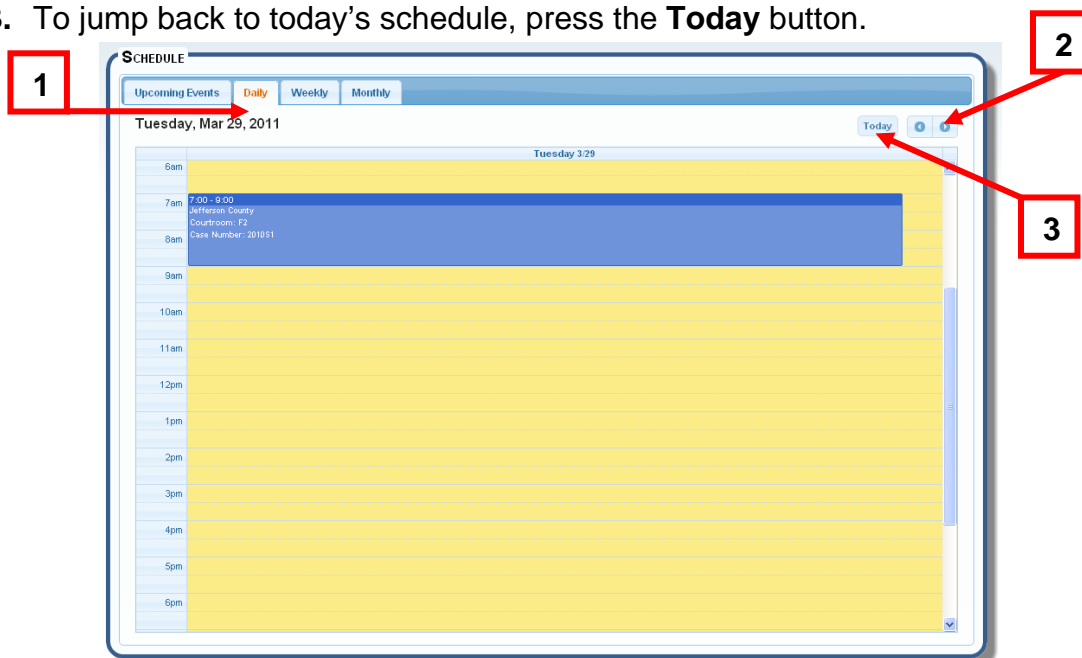 3. To jump back to today’s schedule, press the Today button.
2
SCHEDULE
1
Upcoming Events Daily Weekly Monthly
Tuesday, Mar 29, 2011
Today
Tuesday 3/29
6am
7am
7:00 - 9:00
Jefferson County
Courtroom: F2
Case Number: 2010S1
3
8am
9am
10am
11am
12pm
1pm
2pm
3pm
4pm
5pm
6pm